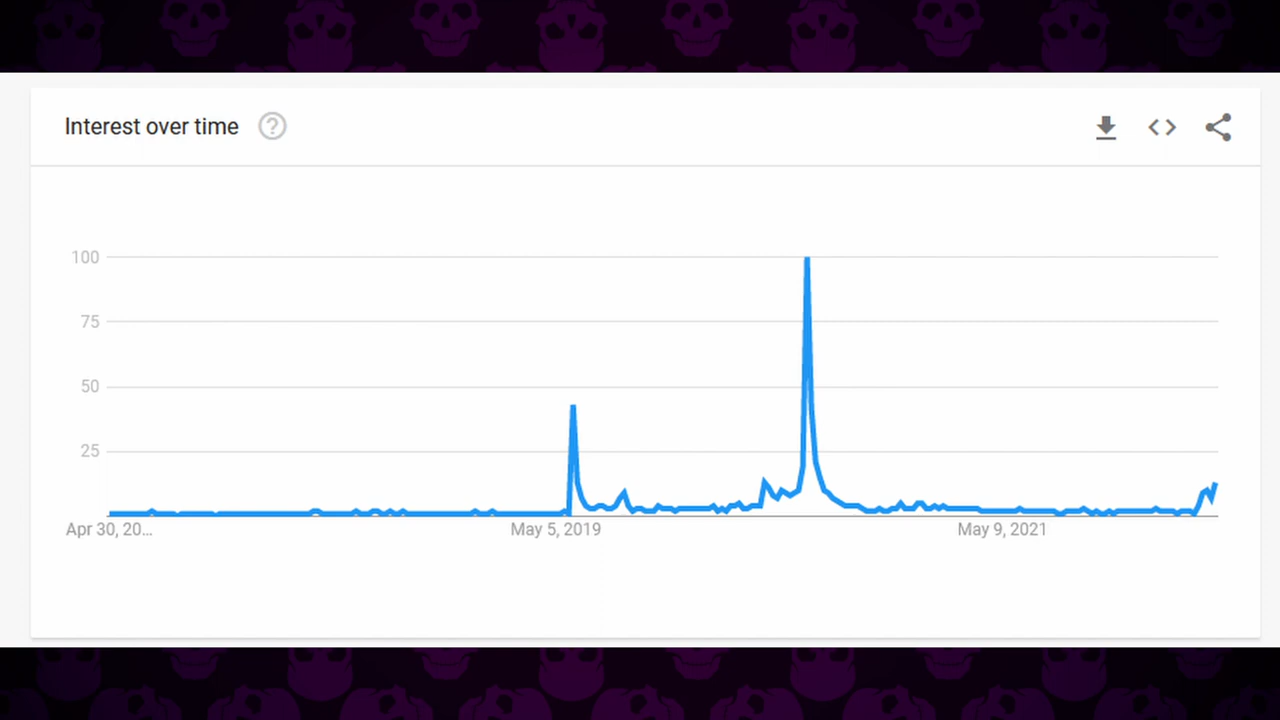 Interest over time ?
100
75
50
25
Apr 30, 20...
May 5, 2019
May 9, 2021